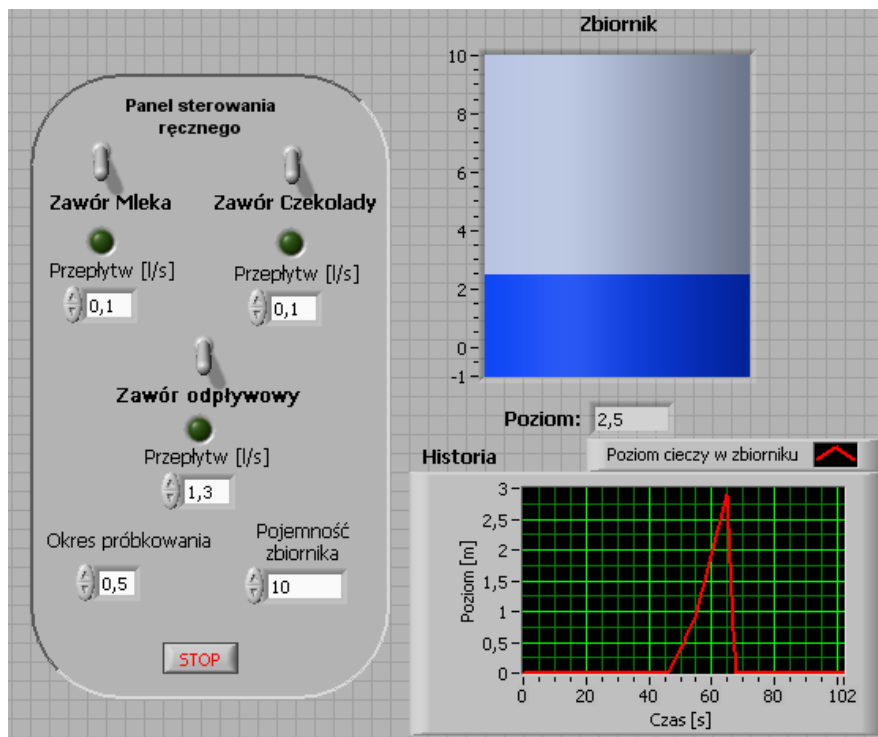 Zbiornik
10
8
6
4
2
0
-1
Poziom: 2,5
Panel sterowania
ręcznego
Zawór Mleka
Zawór Czekolady
Przepłytw [l/s]
Przepłytw [l/s]
0,1
0,1
Zawór odpływowy
Przepłytw [l/s]
1,3
Okres próbkowania
Pojemność
zbiornika
0,5
10
STOP
Historia
Poziom cieczy w zbiorniku
3
2,5
2
1,5
1
0,5
0
Poziom [m]
0 20 40 60 80 102
Czas [s]